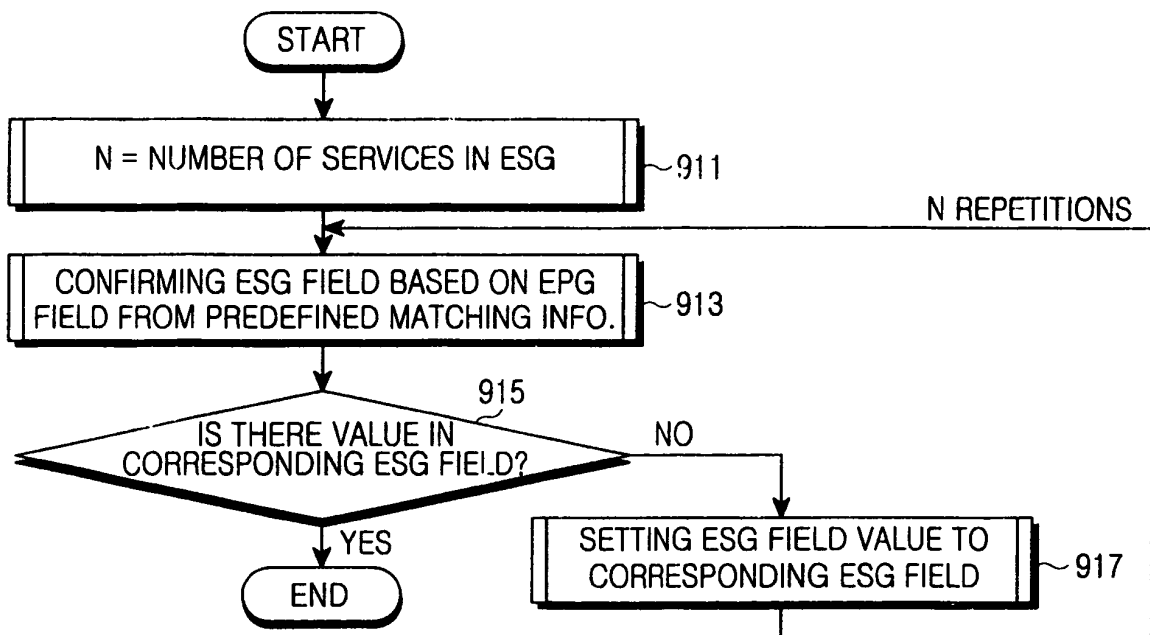 START
N = NUMBER OF SERVICES IN ESG
911
N REPETITIONS
CONFIRMING ESG FIELD BASED ON EPG
FIELD FROM PREDEFINED MATCHING INFO.
913
915
IS THERE VALUE IN
CORRESPONDING ESG FIELD?
NO
YES
SETTING ESG FIELD VALUE TO
CORRESPONDING ESG FIELD
917
END